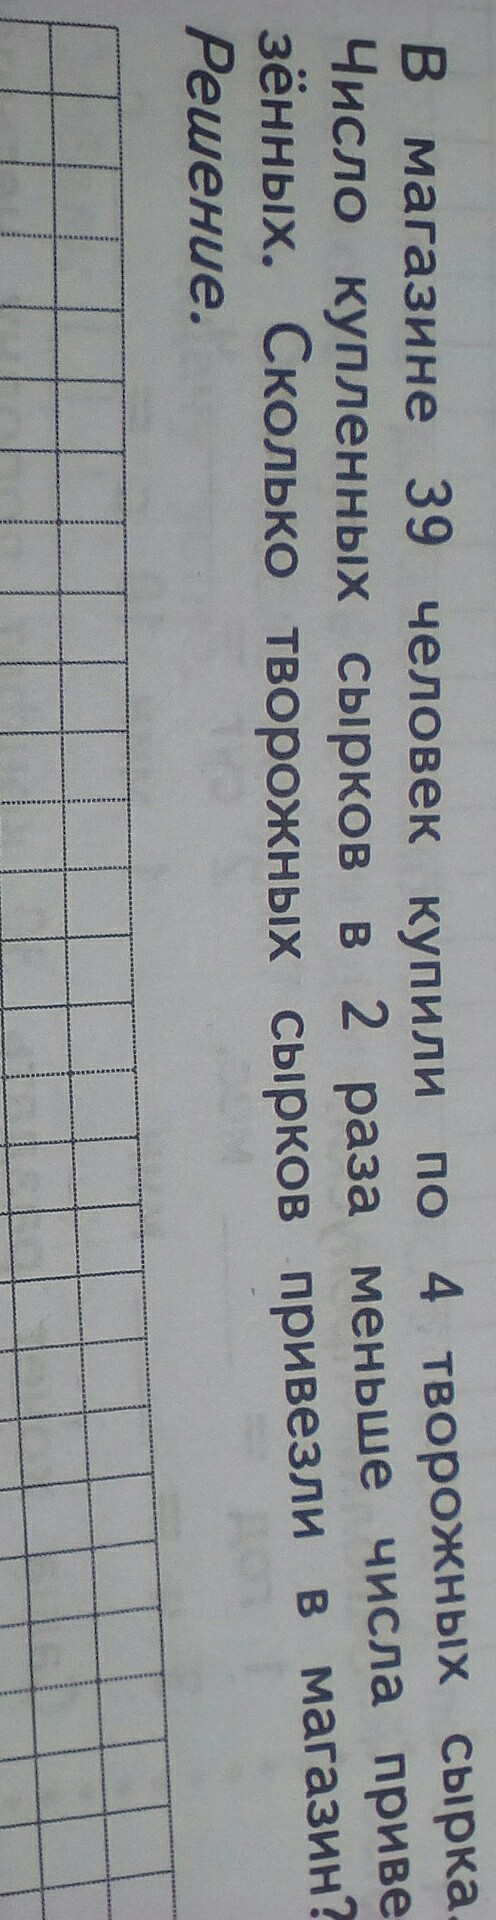 В магазине 39 человек купили по 4 творожных сырка.
Число купленных сырков в 2 раза меньше числа приве
зённых. Сколько творожных сырков привезли в магазин?
Решение.